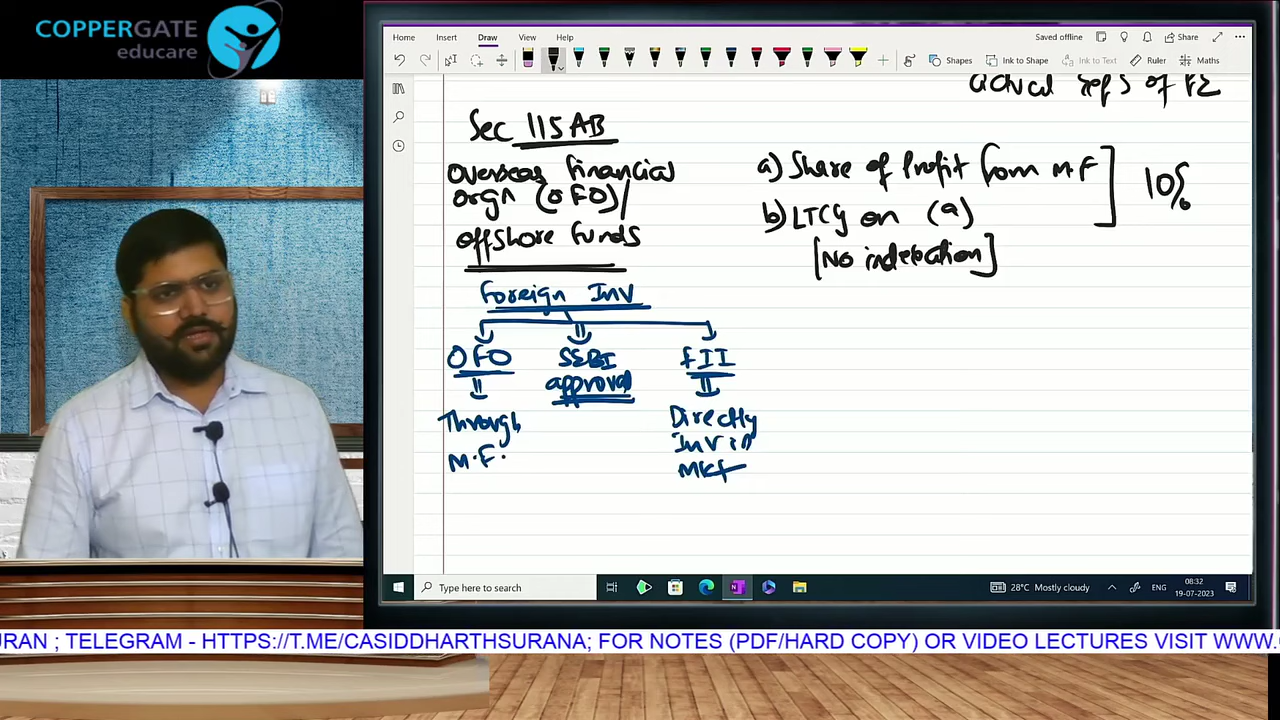 COPPERGATE
educare
Home Insert Draw View Help
Saved offline
Share
Shapes
Ink to Shape
Ink to Text
Ruler
Maths
of FE
Sec 115AB
overseas financial
orgn (OFO)/
offshore funds
a) Share of Profit from M.F
b) LTCG on (a)
[No indexation]
10%
Foreign Inv
OFO
SEBI
approval
FII
Through
M.F.
Directly
Inv in
Mkt
Type here to search
28°C Mostly cloudy
ENG
08:32
19-07-2023
URAN ; TELEGRAM - HTTPS://T.ME/CASIDDHARTHSURANA; FOR NOTES (PDF/HARD COPY) OR VIDEO LECTURES VISIT WWW.